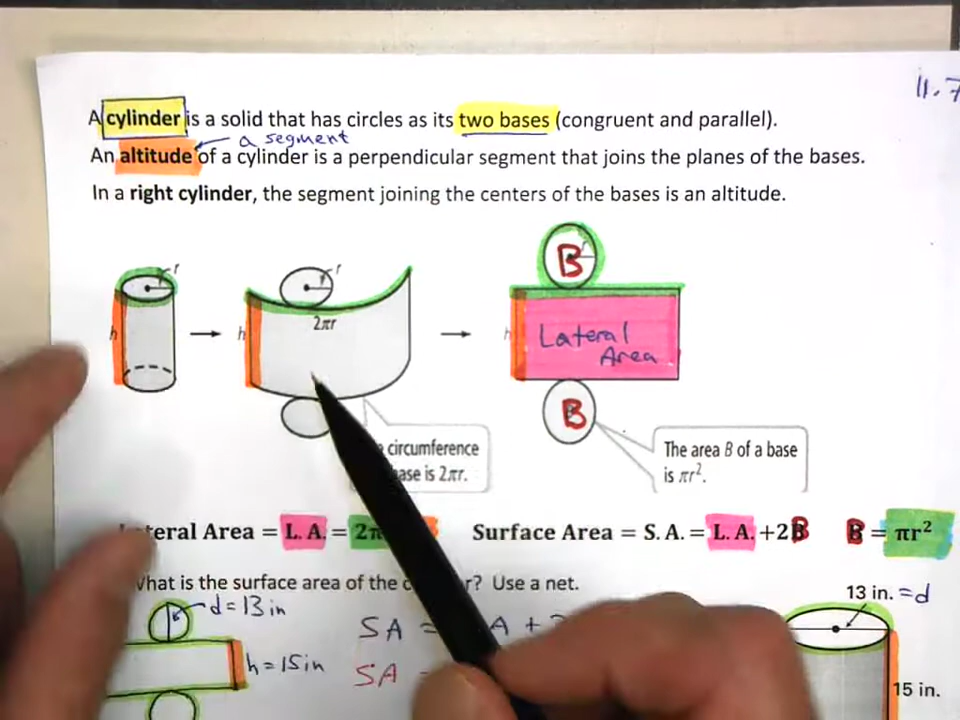 11.7
A cylinder is a solid that has circles as its two bases (congruent and parallel).
a segment
An altitude of a cylinder is a perpendicular segment that joins the planes of the bases.
In a right cylinder, the segment joining the centers of the bases is an altitude.
r
h
r
h
2πr
B r
h
Lateral
Area
B
circumference
base is 2πr.
The area B of a base
is πr².
Lateral Area = L. A. = 2π
Surface Area = S. A. = L. A. +2B
B = πr²
What is the surface area of the r? Use a net.
d = 13 in
h = 15 in
SA = A +
SA =
13 in. = d
15 in.